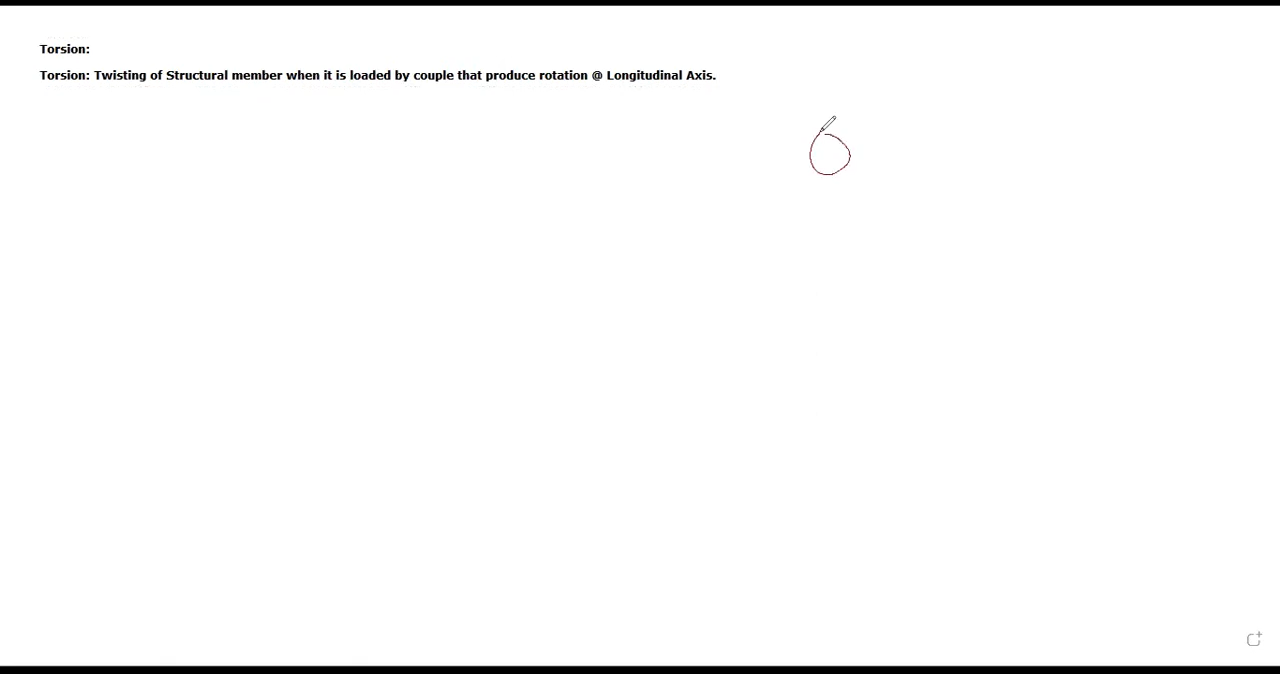 Torsion:
Torsion: Twisting of Structural member when it is loaded by couple that produce rotation @ Longitudinal Axis.